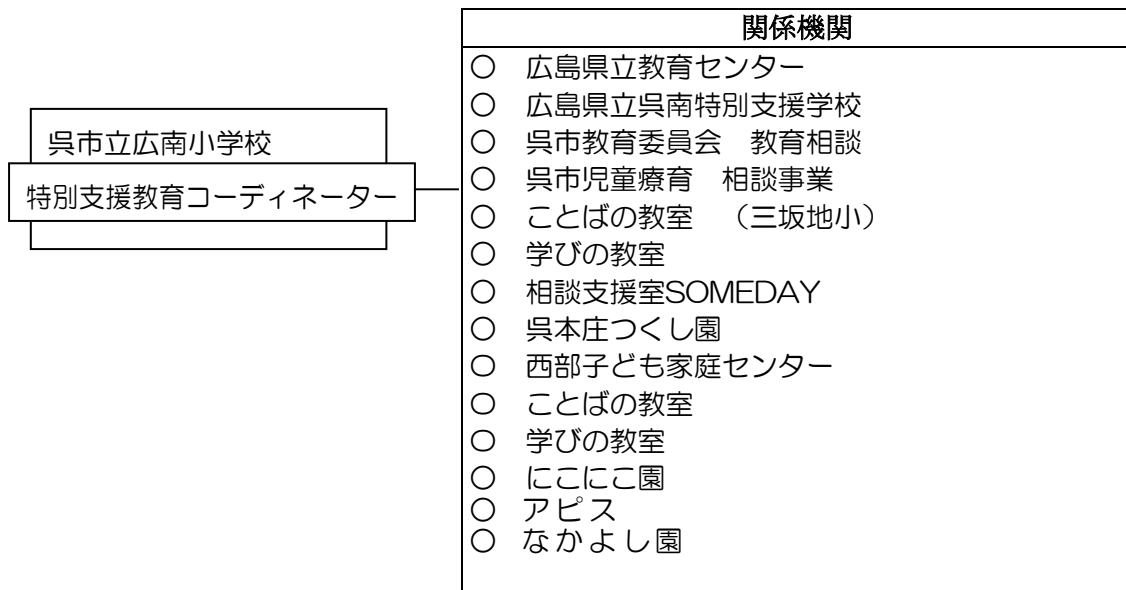 呉市立広南小学校
特別支援教育コーディネーター
関係機関
○　広島県立教育センター
○　広島県立呉南特別支援学校
○　呉市教育委員会　教育相談
○　呉市児童療育　相談事業
○　ことばの教室　（三坂地小）
○　学びの教室
○　相談支援室SOMEDAY
○　呉本庄つくし園
○　西部子ども家庭センター
○　ことばの教室
○　学びの教室
○　にこにこ園
○　アピス
○　なかよし園